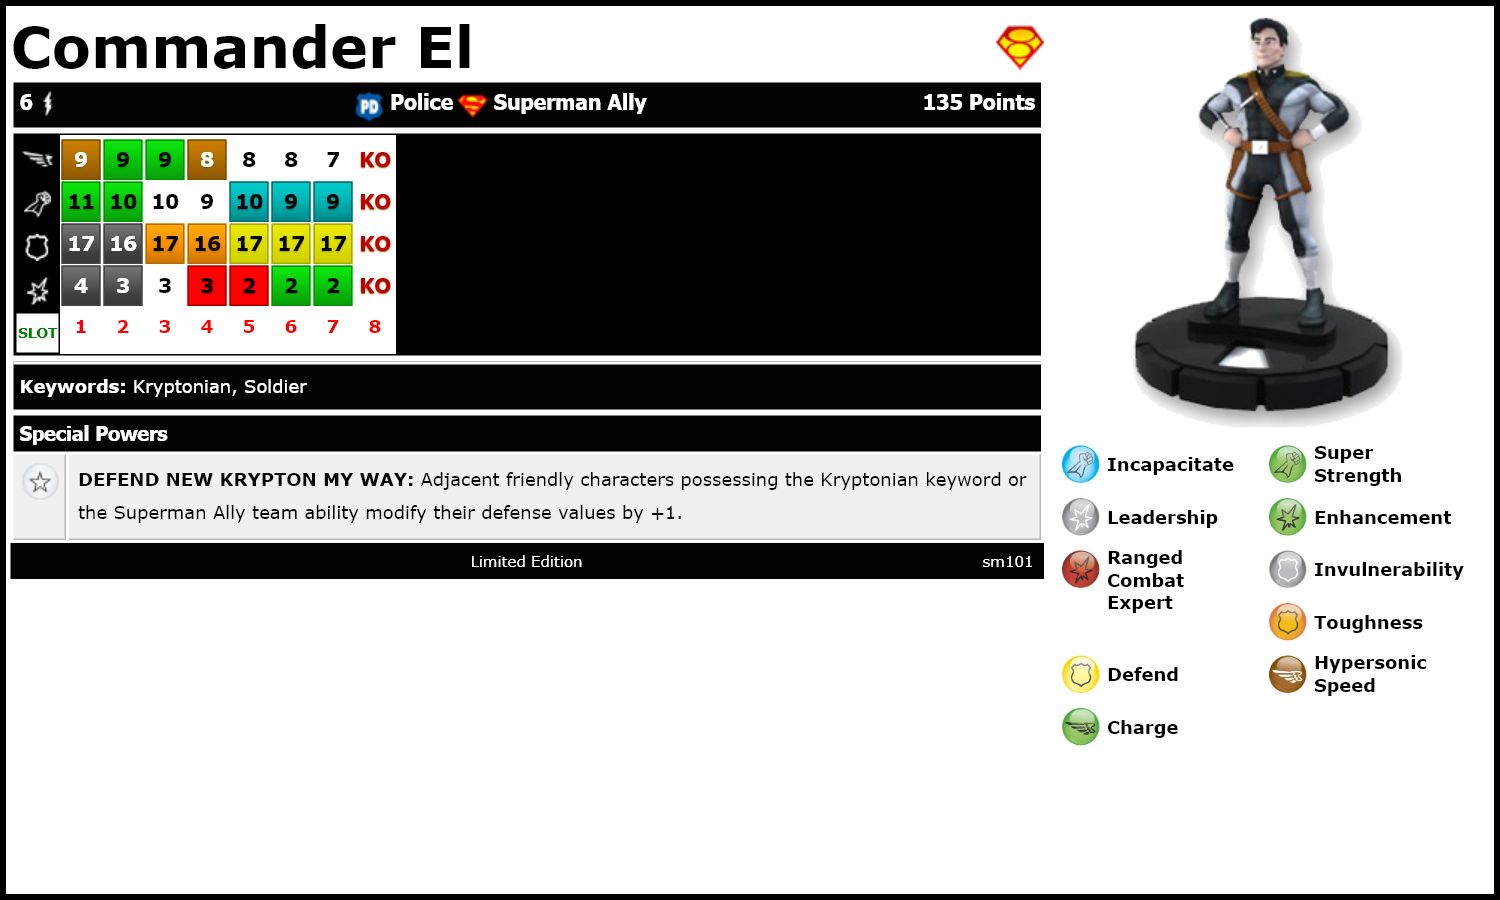 Commander El
6 PD Police Superman Ally 135 Points
9 9 9 8 8 8 7 KO
11 10 10 9 10 9 9 KO
17 16 17 16 17 17 17 KO
4 3 3 3 2 2 2 KO
SLOT 1 2 3 4 5 6 7 8
Keywords: Kryptonian, Soldier
Special Powers
DEFEND NEW KRYPTON MY WAY: Adjacent friendly characters possessing the Kryptonian keyword or
the Superman Ally team ability modify their defense values by +1.
Limited Edition sm101
Incapacitate
Super
Strength
Leadership
Enhancement
Ranged
Combat
Expert
Invulnerability
Toughness
Defend
Hypersonic
Speed
Charge